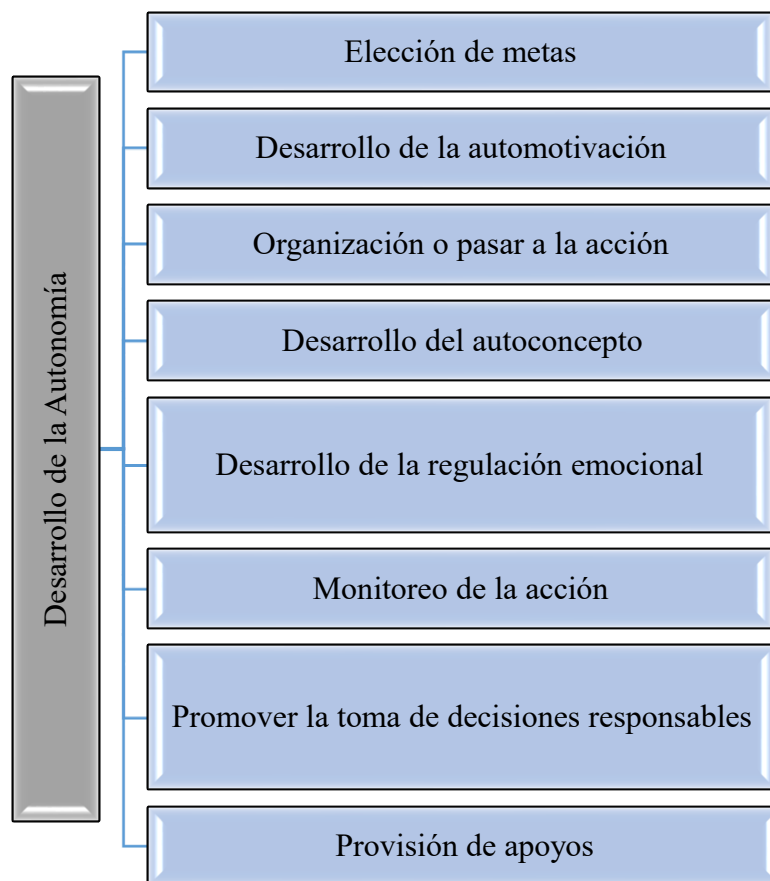 Desarrollo de la Autonomía
Elección de metas
Desarrollo de la automotivación
Organización o pasar a la acción
Desarrollo del autoconcepto
Desarrollo de la regulación emocional
Monitoreo de la acción
Promover la toma de decisiones responsables
Provisión de apoyos